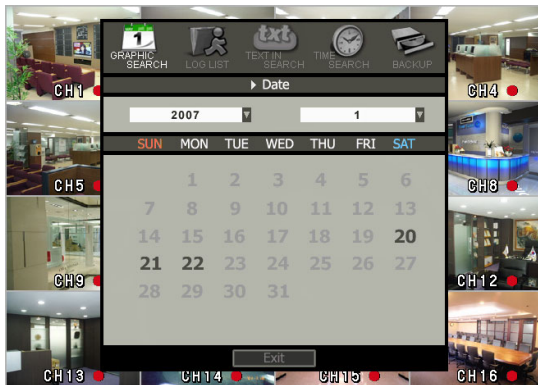 1
GRAPHIC SEARCH
LOG LIST
txt
TEXT IN SEARCH
TIME SEARCH
BACKUP
Date
2007 1
SUN MON TUE WED THU FRI SAT
1 2 3 4 5 6
7 8 9 10 11 12 13
14 15 16 17 18 19 20
21 22 23 24 25 26 27
28 29 30 31
Exit
CH1
CH4
CH5
CH8
CH9
CH12
CH13
CH14
CH15
CH16